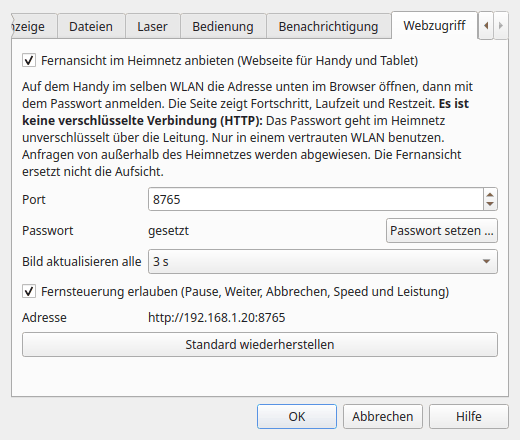 nzeige
Dateien
Laser
Bedienung
Benachrichtigung
Webzugriff
Fernansicht im Heimnetz anbieten (Webseite für Handy und Tablet)
Auf dem Handy im selben WLAN die Adresse unten im Browser öffnen, dann mit
dem Passwort anmelden. Die Seite zeigt Fortschritt, Laufzeit und Restzeit. Es ist
keine verschlüsselte Verbindung (HTTP): Das Passwort geht im Heimnetz
unverschlüsselt über die Leitung. Nur in einem vertrauten WLAN benutzen.
Anfragen von außerhalb des Heimnetzes werden abgewiesen. Die Fernansicht
ersetzt nicht die Aufsicht.
Port 8765
Passwort gesetzt Passwort setzen ...
Bild aktualisieren alle 3 s
Fernsteuerung erlauben (Pause, Weiter, Abbrechen, Speed und Leistung)
Adresse http://192.168.1.20:8765
Standard wiederherstellen
OK Abbrechen Hilfe